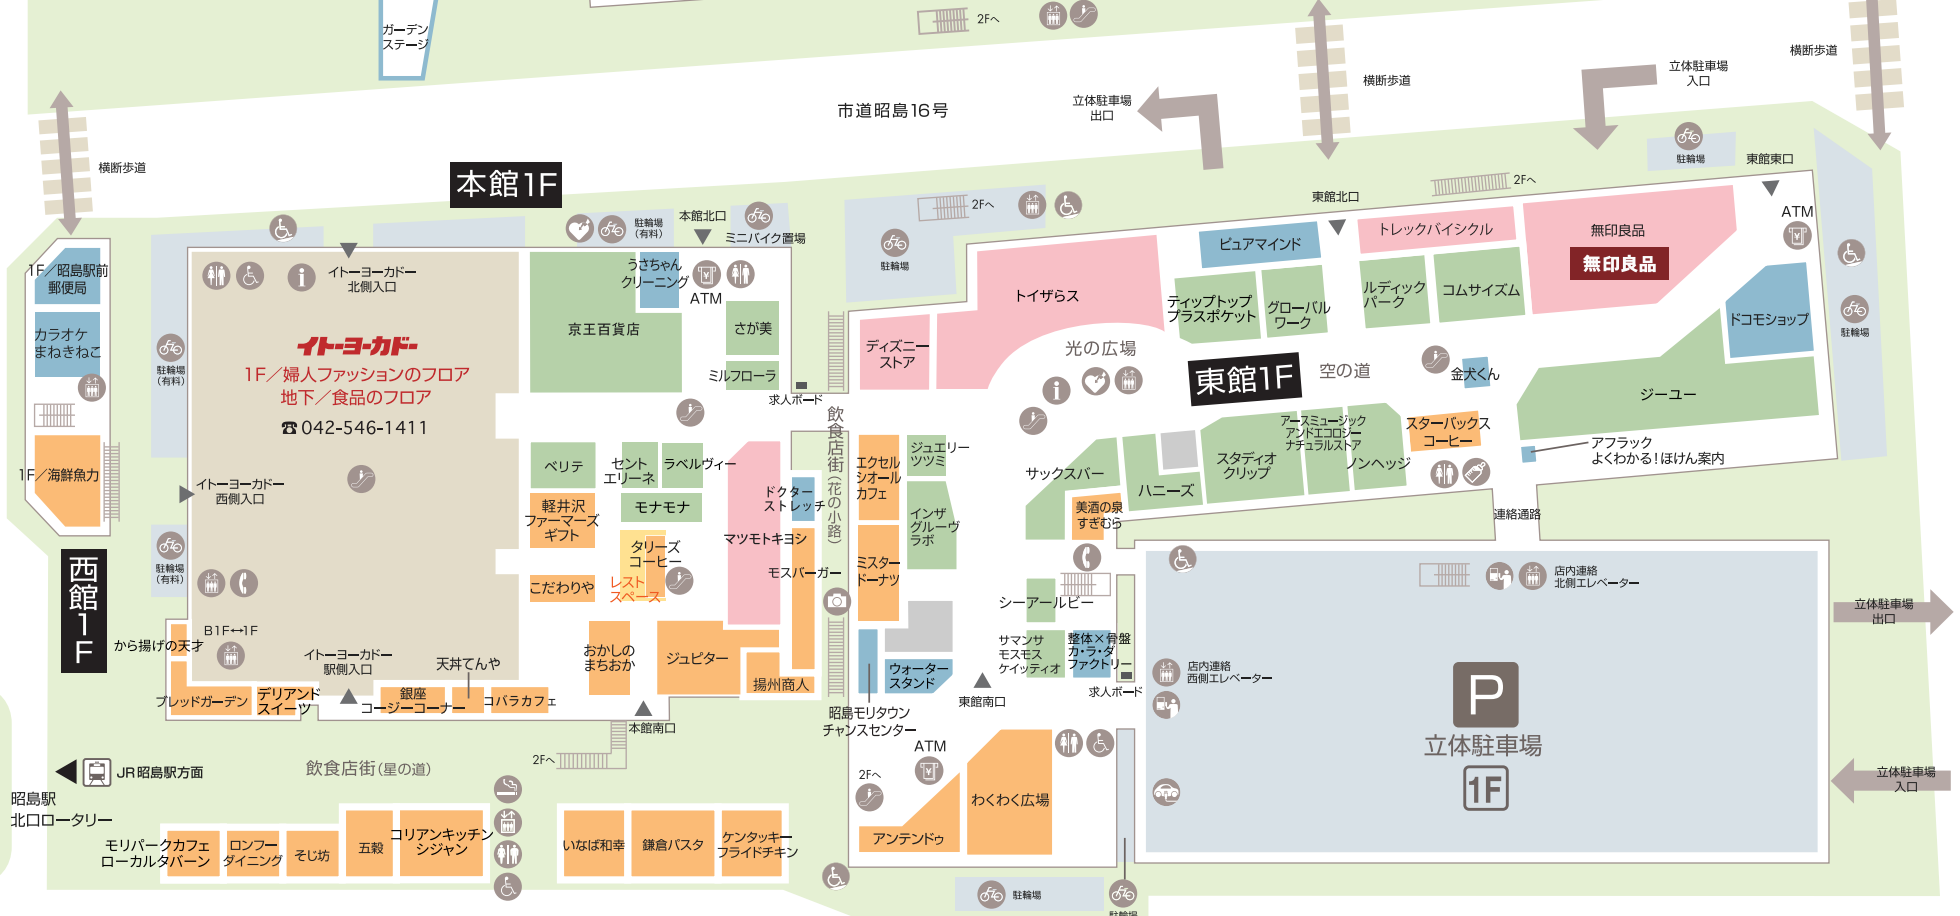 ガーデン
ステージ
2Fへ
横断歩道
市道昭島16号
立体駐車場
出口
横断歩道
立体駐車場
入口
横断歩道
本館1F
駐輪場
(有料)
本館北口
ミニバイク置場
2Fへ
駐輪場
東館北口
2Fへ
駐輪場
東館東口
ATM
駐輪場
1F／昭島駅前
郵便局
カラオケ
まねきねこ
1F／海鮮魚力
西館1F
駐輪場
(有料)
駐輪場
(有料)
イトーヨーカドー
北側入口
イトーヨーカドー
1F／婦人ファッションのフロア
地下／食品のフロア
☎042-546-1411
イトーヨーカドー
西側入口
B1F↔1F
イトーヨーカドー
駅側入口
から揚げの天才
ブレッドガーデン
デリアンド
スイーツ
銀座
コージーコーナー
天丼てんや
コバラカフェ
うさちゃん
クリーニング
ATM
京王百貨店
さが美
ミルフローラ
求人ボード
ベリテ
セント
エリーネ
ラベルヴィー
モナモナ
軽井沢
ファーマーズ
ギフト
タリーズ
コーヒー
レスト
スペース
こだわりや
マツモトキヨシ
ドクター
ストレッチ
モスバーガー
おかしの
まちおか
ジュピター
揚州商人
本館南口
飲食店街(花の小路)
ディズニー
ストア
トイザらス
光の広場
ピュアマインド
ティップトップ
プラスポケット
グローバル
ワーク
トレックバイシクル
ルディック
パーク
コムサイズム
無印良品
無印良品
ドコモショップ
東館1F
空の道
金犬くん
ジーユー
スターバックス
コーヒー
アフラック
よくわかる！ほけん案内
アースミュージック
アンドエコロジー
ナチュラルストア
ノンヘッジ
スタディオ
クリップ
ハニーズ
サックスバー
美酒の泉
すぎむら
エクセル
シオール
カフェ
ジュエリー
ツツミ
インザ
グルーヴ
ラボ
ミスター
ドーナツ
シーアールビー
サマンサ
モスモス
ケイッティオ
整体×骨盤
カ・ラ・ダ
ファクトリー
求人ボード
ウォーター
スタンド
東館南口
昭島モリタウン
チャンスセンター
連絡通路
店内連絡
北側エレベーター
店内連絡
西側エレベーター
P
立体駐車場
1F
立体駐車場
出口
立体駐車場
入口
ATM
2Fへ
わくわく広場
アンテンドゥ
駐輪場
駐輪場
2Fへ
JR昭島駅方面
昭島駅
北口ロータリー
飲食店街(星の道)
モリパークカフェ
ローカルタバーン
ロンフー
ダイニング
そじ坊
五穀
コリアンキッチン
シジャン
いなば和幸
鎌倉パスタ
ケンタッキー
フライドチキン